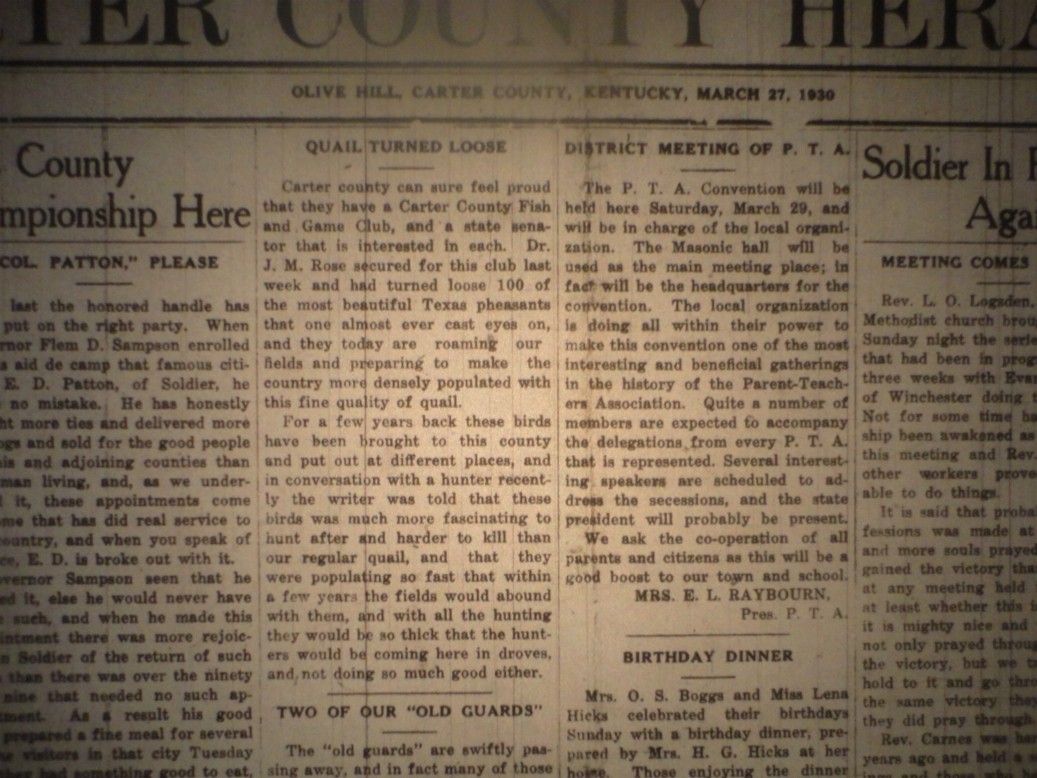 TER COUNTY HERA
OLIVE HILL, CARTER COUNTY, KENTUCKY, MARCH 27, 1930
County
mpionship Here
COL. PATTON," PLEASE
last the honored handle has
put on the right party. When
rnor Flem D. Sampson enrolled
s aid de camp that famous citi-
E. D. Patton, of Soldier, he
no mistake. He has honestly
ht more ties and delivered more
ogs and sold for the good people
his and adjoining counties than
man living, and, as we under-
d it, these appointments come
ome that has did real service to
country, and when you speak of
ce, E. D. is broke out with it.
vernor Sampson seen that he
ed it, else he would never have
e such, and when he made this
intment there was more rejoic-
n Soldier of the return of such
than there was over the ninety
nine that needed no such ap-
tment. As a result his good
prepared a fine meal for several
e visitors in that city Tuesday
had something good to eat,
QUAIL TURNED LOOSE
Carter county can sure feel proud
that they have a Carter County Fish
and Game Club, and a state sena-
tor that is interested in each. Dr.
J. M. Rose secured for this club last
week and had turned loose 100 of
the most beautiful Texas pheasants
that one almost ever cast eyes on,
and they today are roaming our
fields and preparing to make the
country more densely populated with
this fine quality of quail.
For a few years back these birds
have been brought to this county
and put out at different places, and
in conversation with a hunter recent-
ly the writer was told that these
birds was much more fascinating to
hunt after and harder to kill than
our regular quail, and that they
were populating so fast that within
a few years the fields would abound
with them, and with all the hunting
they would be so thick that the hunt-
ers would be coming here in droves,
and not doing so much good either.
TWO OF OUR "OLD GUARDS"
The "old guards" are swiftly pas-
sing away, and in fact many of those
DISTRICT MEETING OF P. T. A.
The P. T. A. Convention will be
held here Saturday, March 29, and
will be in charge of the local organi-
zation. The Masonic hall will be
used as the main meeting place; in
fact will be the headquarters for the
convention. The local organization
is doing all within their power to
make this convention one of the most
interesting and beneficial gatherings
in the history of the Parent-Teach-
ers Association. Quite a number of
members are expected to accompany
the delegations from every P. T. A.
that is represented. Several interest-
ing speakers are scheduled to ad-
dress the secessions, and the state
president will probably be present.
We ask the co-operation of all
parents and citizens as this will be a
good boost to our town and school.
MRS. E. L. RAYBOURN,
Pres. P. T. A.
BIRTHDAY DINNER
Mrs. O. S. Boggs and Miss Lena
Hicks celebrated their birthdays
Sunday with a birthday dinner, pre-
pared by Mrs. H. G. Hicks at her
home. Those enjoying the dinner
Soldier In
Aga
MEETING COMES
Rev. L. O. Logsden,
Methodist church brou
Sunday night the serie
that had been in prog
three weeks with Evan
of Winchester doing t
Not for some time ha
ship been awakened as
this meeting and Rev.
other workers prove
able to do things.
It is said that proba
fessions was made at
and more souls prayed
gained the victory tha
at any meeting held
at least whether this i
it is mighty nice and
not only prayed throug
the victory, but we tr
hold to it and go thro
the same victory they
they did pray through.
Rev. Carnes was her
years ago and held a